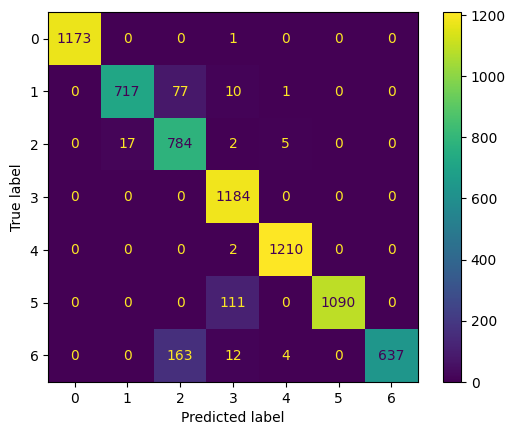 0 1173 0 0 1 0 0 0
1 0 717 77 10 1 0 0
2 0 17 784 2 5 0 0
3 0 0 0 1184 0 0 0
4 0 0 0 2 1210 0 0
5 0 0 0 111 0 1090 0
6 0 0 163 12 4 0 637
0 1 2 3 4 5 6
Predicted label
True label
1200
1000
800
600
400
200
0